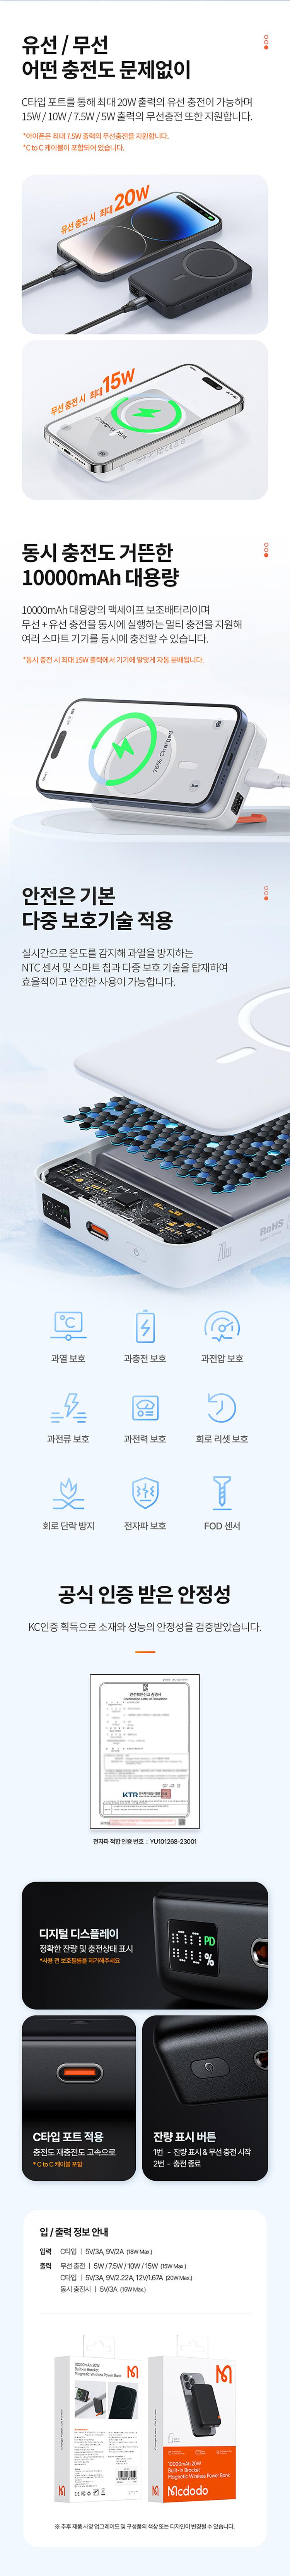 유선 / 무선
어떤 충전도 문제없이
C타입 포트를 통해 최대 20W 출력의 유선 충전이 가능하며
15W / 10W / 7.5W / 5W 출력의 무선충전 또한 지원합니다.
*아이폰은 최대 7.5W 출력의 무선충전을 지원합니다.
*C to C 케이블이 포함되어 있습니다.
유선 충전 시 최대 20W
무선 충전 시 최대 15W
Charging 75%
동시 충전도 거뜬한
10000mAh 대용량
10000mAh 대용량의 맥세이프 보조배터리이며
무선 + 유선 충전을 동시에 실행하는 멀티 충전을 지원해
여러 스마트 기기를 동시에 충전할 수 있습니다.
*동시 충전 시 최대 15W 출력에서 기기에 알맞게 자동 분배됩니다.
75% Charged
안전은 기본
다중 보호기술 적용
실시간으로 온도를 감지해 과열을 방지하는
NTC 센서 및 스마트 칩과 다중 보호 기술을 탑재하여
효율적이고 안전한 사용이 가능합니다.
20W
RoHS
°C
과열 보호
과충전 보호
과전압 보호
과전류 보호
과전력 보호
회로 리셋 보호
회로 단락 방지
전자파 보호
FOD 센서
공식 인증 받은 안정성
KC인증 획득으로 소재와 성능의 안정성을 검증받았습니다.
KTR
전자파 적합 인증 번호 : YU101268-23001
디지털 디스플레이
정확한 잔량 및 충전상태 표시
*사용 전 보호필름을 제거해주세요
100 PD
%
C타입 포트 적용
충전도 재충전도 고속으로
* C to C 케이블 포함
잔량 표시 버튼
1번 - 잔량 표시 & 무선 충전 시작
2번 - 충전 종료
입 / 출력 정보 안내
입력 C타입 | 5V/3A, 9V/2A (18W Max.)
출력 무선 충전 | 5W / 7.5W / 10W / 15W (15W Max.)
C타입 | 5V/3A, 9V/2.22A, 12V/1.67A (20W Max.)
동시 충전시 | 5V/3A (15W Max.)
10000mAh 20W
Built-in Bracket
Magnetic Wireless Power Bank
10000mAh 20W
Built-in Bracket
Magnetic Wireless Power Bank
Mcdodo
※ 추후 제품 사양 업그레이드 및 구성품의 색상 또는 디자인이 변경될 수 있습니다.